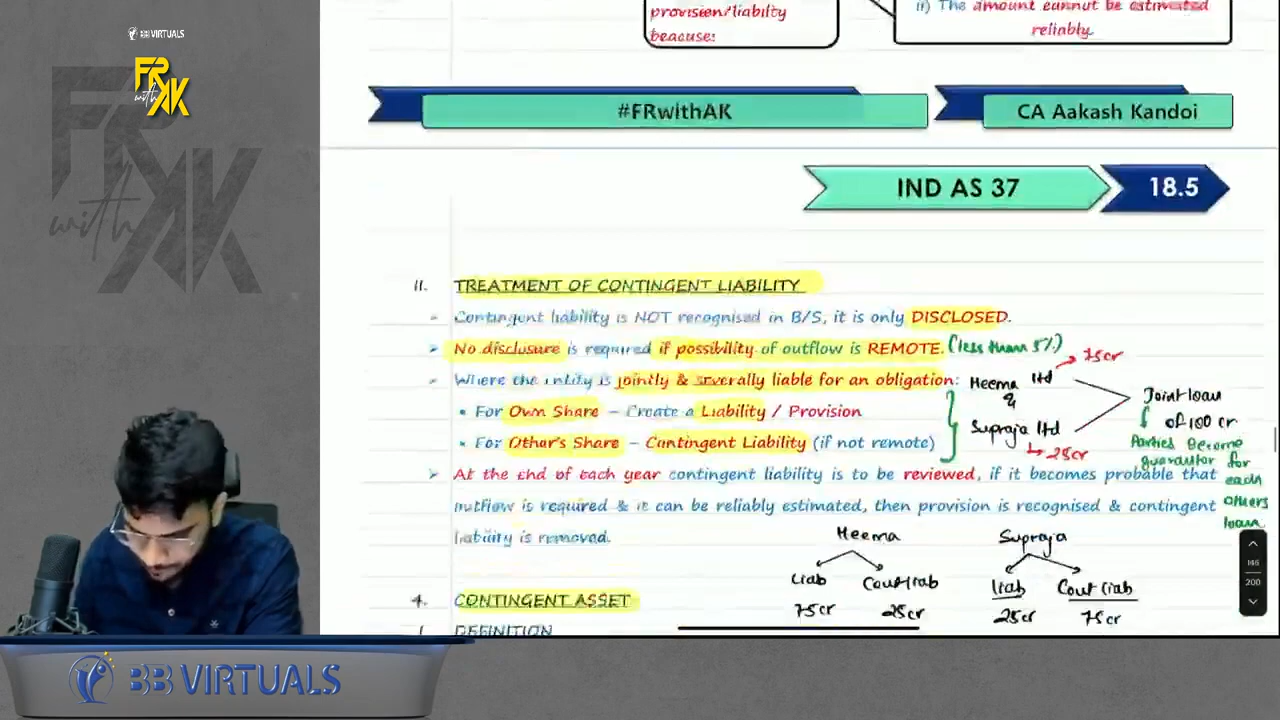 BB VIRTUALS
FR
with
AK
FR
with
AK
provision/liabilty
beacuse:
ii) The amount cannot be estimated
reliably.
#FRwithAK
CA Aakash Kandoi
IND AS 37
18.5
II. TREATMENT OF CONTINGENT LIABILITY
Contingent liability is NOT recognised in B/S, it is only DISCLOSED.
No disclosure is required if possibility of outflow is REMOTE. (less than 5%)
Where the entity is jointly & severally liable for an obligation:
• For Own Share – Create a Liability / Provision
• For Other's Share – Contingent Liability (if not remote)
Heema ltd
75cr
&
Supraja ltd
25cr
Joint loan
of 100 cr
Parties become
guarantor for
each
others
loan
At the end of each year contingent liability is to be reviewed, if it becomes probable that
outflow is required & it can be reliably estimated, then provision is recognised & contingent
liability is removed.
Heema
Liab
Cont liab
75cr
25cr
Supraja
Liab
Cont liab
25cr
75cr
4. CONTINGENT ASSET
I. DEFINITION
146
200
BB VIRTUALS